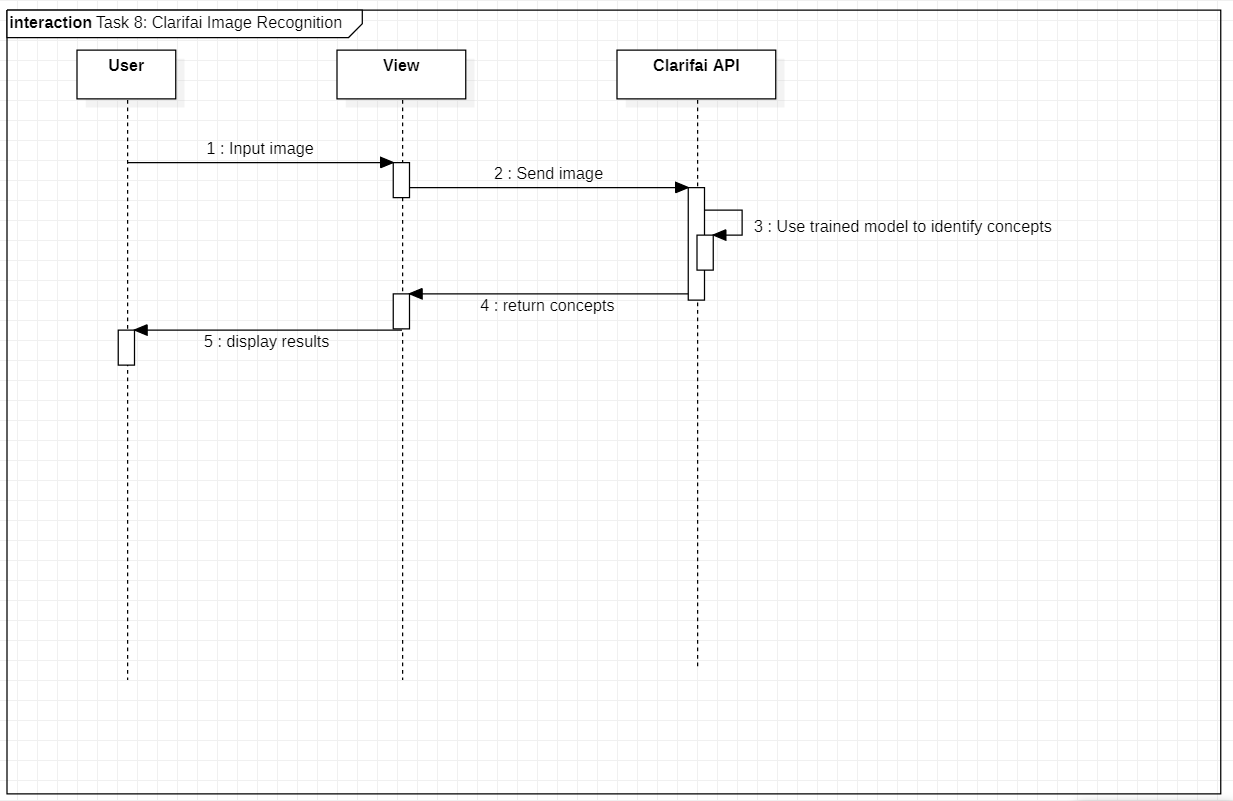 interaction Task 8: Clarifai Image Recognition
User
View
Clarifai API
1 : Input image
2 : Send image
3 : Use trained model to identify concepts
4 : return concepts
5 : display results